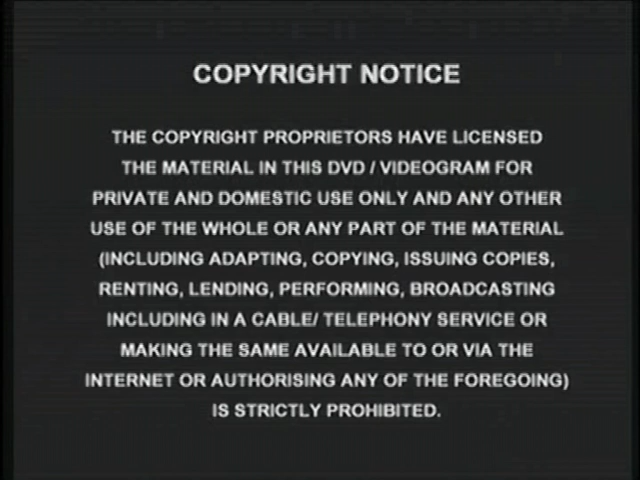 COPYRIGHT NOTICE
THE COPYRIGHT PROPRIETORS HAVE LICENSED
THE MATERIAL IN THIS DVD / VIDEOGRAM FOR
PRIVATE AND DOMESTIC USE ONLY AND ANY OTHER
USE OF THE WHOLE OR ANY PART OF THE MATERIAL
(INCLUDING ADAPTING, COPYING, ISSUING COPIES,
RENTING, LENDING, PERFORMING, BROADCASTING
INCLUDING IN A CABLE/ TELEPHONY SERVICE OR
MAKING THE SAME AVAILABLE TO OR VIA THE
INTERNET OR AUTHORISING ANY OF THE FOREGOING)
IS STRICTLY PROHIBITED.